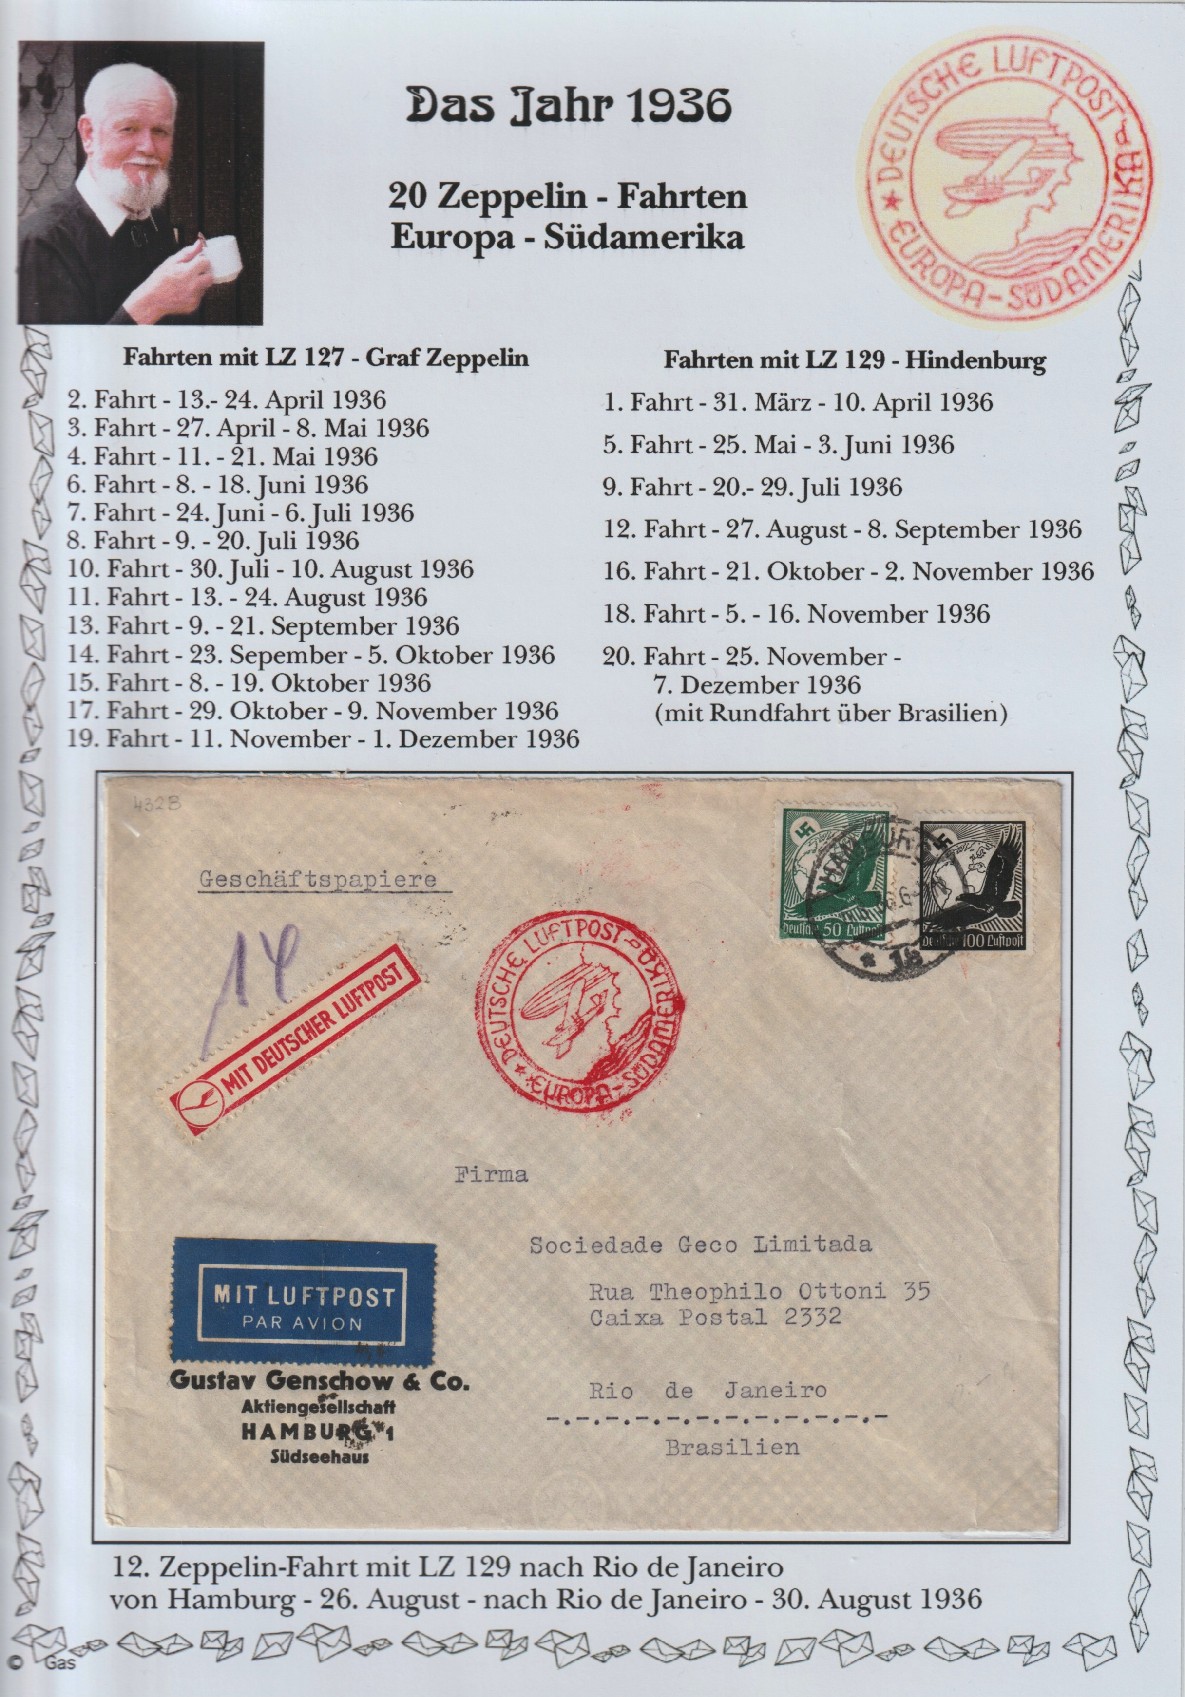 Das Jahr 1936
20 Zeppelin - Fahrten
Europa - Südamerika
* DEUTSCHE LUFTPOST
EUROPA - SÜDAMERIKA
Fahrten mit LZ 127 - Graf Zeppelin
2. Fahrt - 13.- 24. April 1936
3. Fahrt - 27. April - 8. Mai 1936
4. Fahrt - 11. - 21. Mai 1936
6. Fahrt - 8. - 18. Juni 1936
7. Fahrt - 24. Juni - 6. Juli 1936
8. Fahrt - 9. - 20. Juli 1936
10. Fahrt - 30. Juli - 10. August 1936
11. Fahrt - 13. - 24. August 1936
13. Fahrt - 9. - 21. September 1936
14. Fahrt - 23. Sepember - 5. Oktober 1936
15. Fahrt - 8. - 19. Oktober 1936
17. Fahrt - 29. Oktober - 9. November 1936
19. Fahrt - 11. November - 1. Dezember 1936
Fahrten mit LZ 129 - Hindenburg
1. Fahrt - 31. März - 10. April 1936
5. Fahrt - 25. Mai - 3. Juni 1936
9. Fahrt - 20.- 29. Juli 1936
12. Fahrt - 27. August - 8. September 1936
16. Fahrt - 21. Oktober - 2. November 1936
18. Fahrt - 5. - 16. November 1936
20. Fahrt - 25. November -
7. Dezember 1936
(mit Rundfahrt über Brasilien)
432B
Geschäftspapiere
14
MIT DEUTSCHER LUFTPOST
* DEUTSCHE LUFTPOST
* EUROPA - SÜDAMERIKA
Deutsche 50 Luftpost
Deutsche 100 Luftpost
HAMBURG
* 18
Firma
Sociedade Geco Limitada
Rua Theophilo Ottoni 35
Caixa Postal 2332
Rio de Janeiro
-.-.-.-.-.-.-.-.-.-.-.-
Brasilien
MIT LUFTPOST
PAR AVION
Gustav Genschow & Co.
Aktiengesellschaft
HAMBURG 1
Südseehaus
12. Zeppelin-Fahrt mit LZ 129 nach Rio de Janeiro
von Hamburg - 26. August - nach Rio de Janeiro - 30. August 1936
© Gas